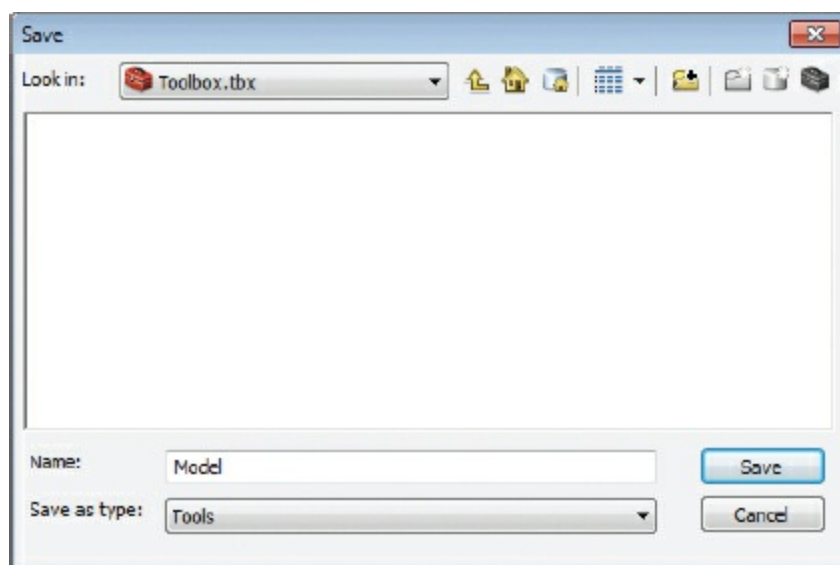 Save
Look in: Toolbox.tbx
Name: Model
Save
Save as type: Tools
Cancel